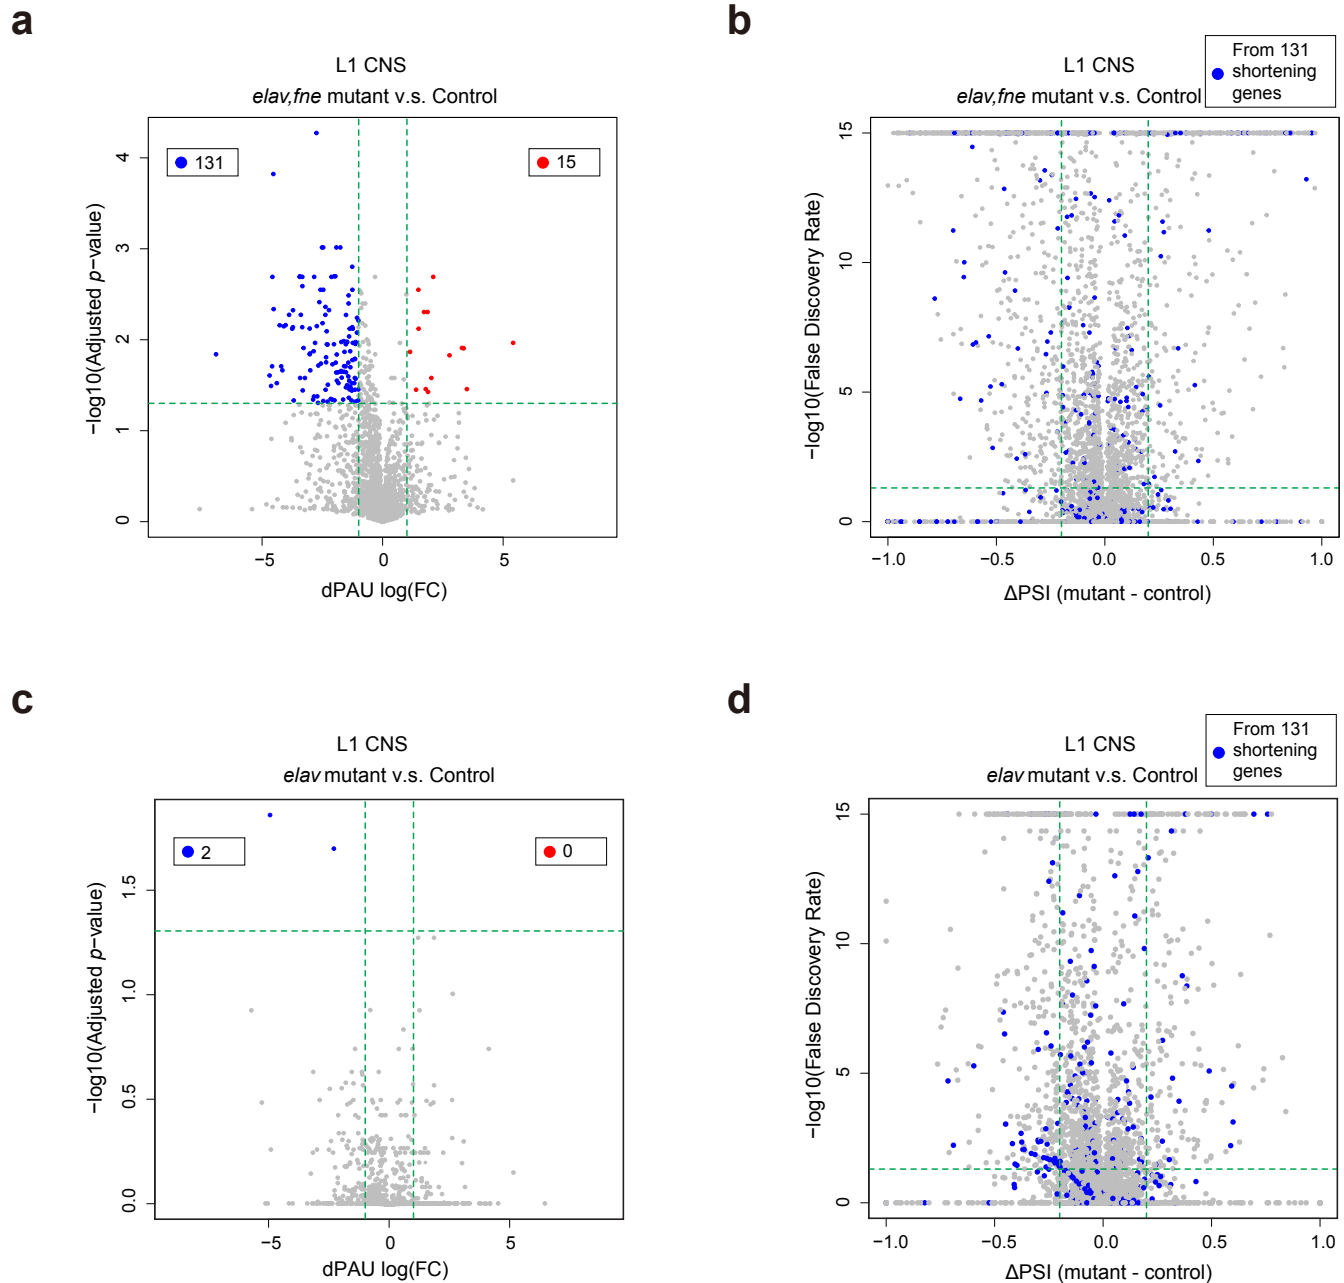 a
L1 CNS
elav,fne mutant v.s. Control
131
15
4
3
2
1
0
−log10(Adjusted p−value)
−5
0
5
dPAU log(FC)
b
L1 CNS
elav,fne mutant v.s. Control
From 131
shortening
genes
15
10
5
0
−log10(False Discovery Rate)
−1.0
−0.5
0.0
0.5
1.0
ΔPSI (mutant - control)
c
L1 CNS
elav mutant v.s. Control
2
0
1.5
1.0
0.5
0.0
−log10(Adjusted p−value)
−5
0
5
dPAU log(FC)
d
L1 CNS
elav mutant v.s. Control
From 131
shortening
genes
15
10
5
0
−log10(False Discovery Rate)
−1.0
−0.5
0.0
0.5
1.0
ΔPSI (mutant - control)